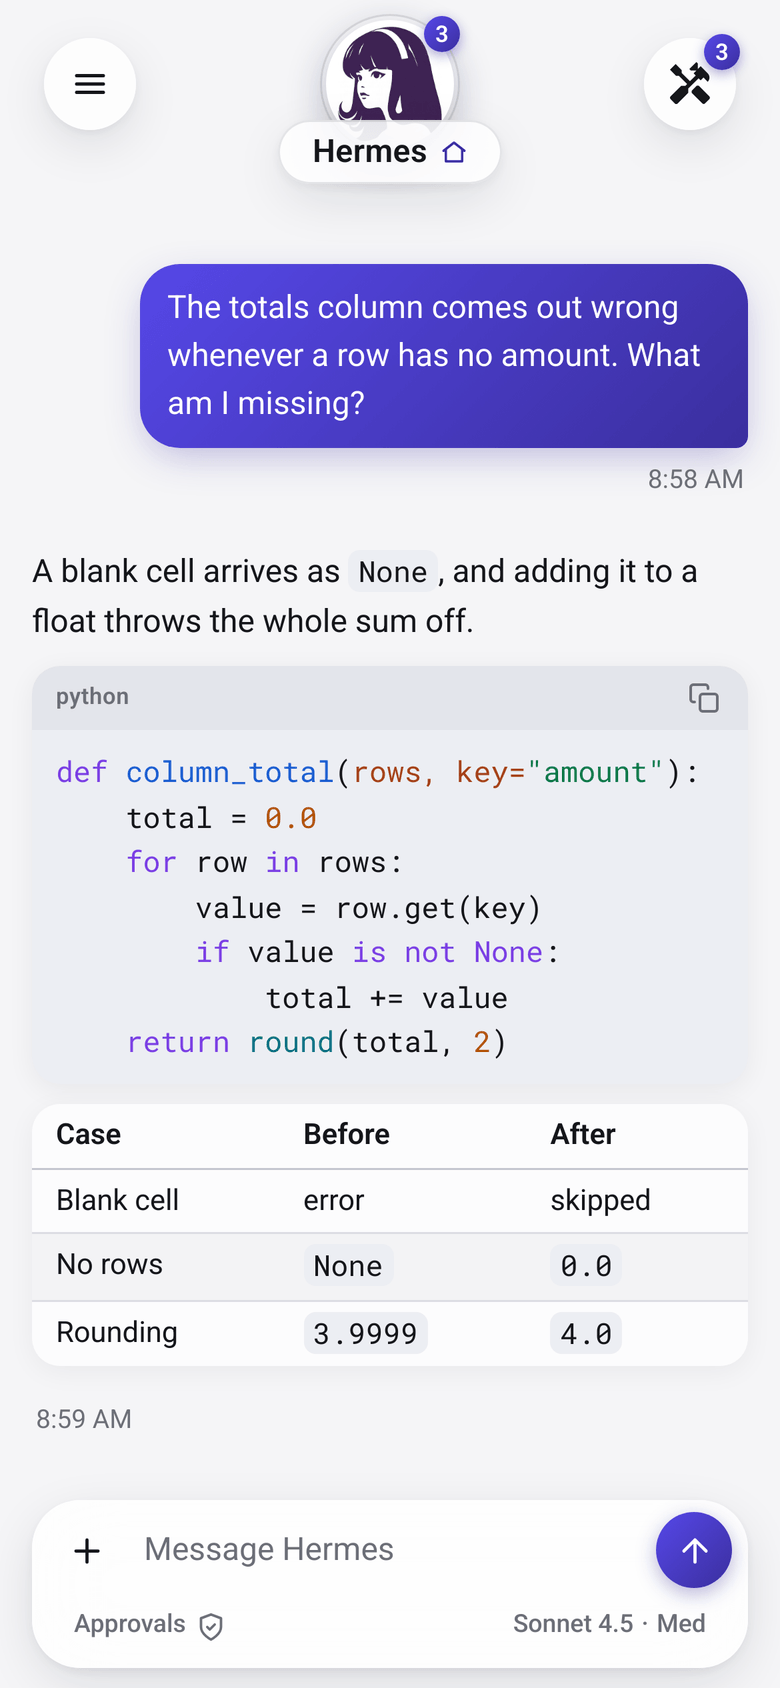 3
3
Hermes
The totals column comes out wrong
whenever a row has no amount. What
am I missing?
8:58 AM
A blank cell arrives as None, and adding it to a
float throws the whole sum off.
python
def column_total(rows, key="amount"):
    total = 0.0
    for row in rows:
        value = row.get(key)
        if value is not None:
            total += value
    return round(total, 2)
Case Before After
Blank cell error skipped
No rows None 0.0
Rounding 3.9999 4.0
8:59 AM
Message Hermes
Approvals Sonnet 4.5 · Med